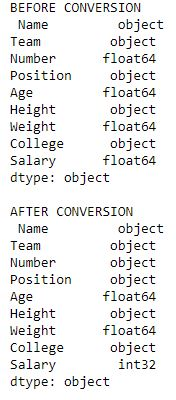 BEFORE CONVERSION
Name object
Team object
Number float64
Position object
Age float64
Height object
Weight float64
College object
Salary float64
dtype: object
AFTER CONVERSION
Name object
Team object
Number object
Position object
Age float64
Height object
Weight float64
College object
Salary int32
dtype: object